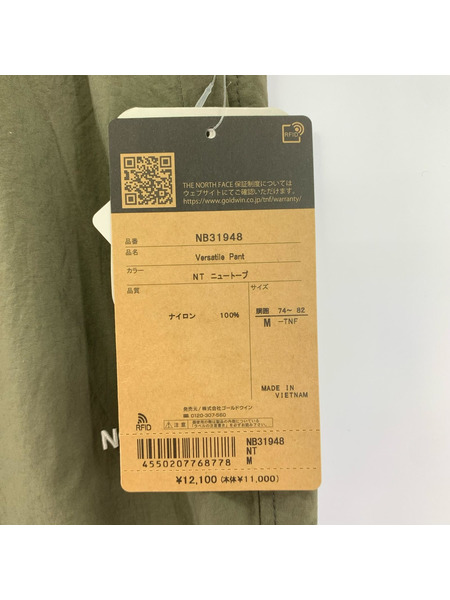 RFID
THE NORTH FACE 保証制度については
ウェブサイトにてご確認いただけます。
https://www.goldwin.co.jp/tnf/warranty/
品番 NB31948
品名 Versatile Pant
カラー NT ニュートープ
品質 サイズ
ナイロン 100%
胴囲 74~ 82
M -TNF
MADE IN
VIETNAM
発売元/株式会社ゴールドウイン
0120-307-560
RFID
⚠注意
NB31948
NT
M
4550207768778
¥12,100(本体¥11,000)